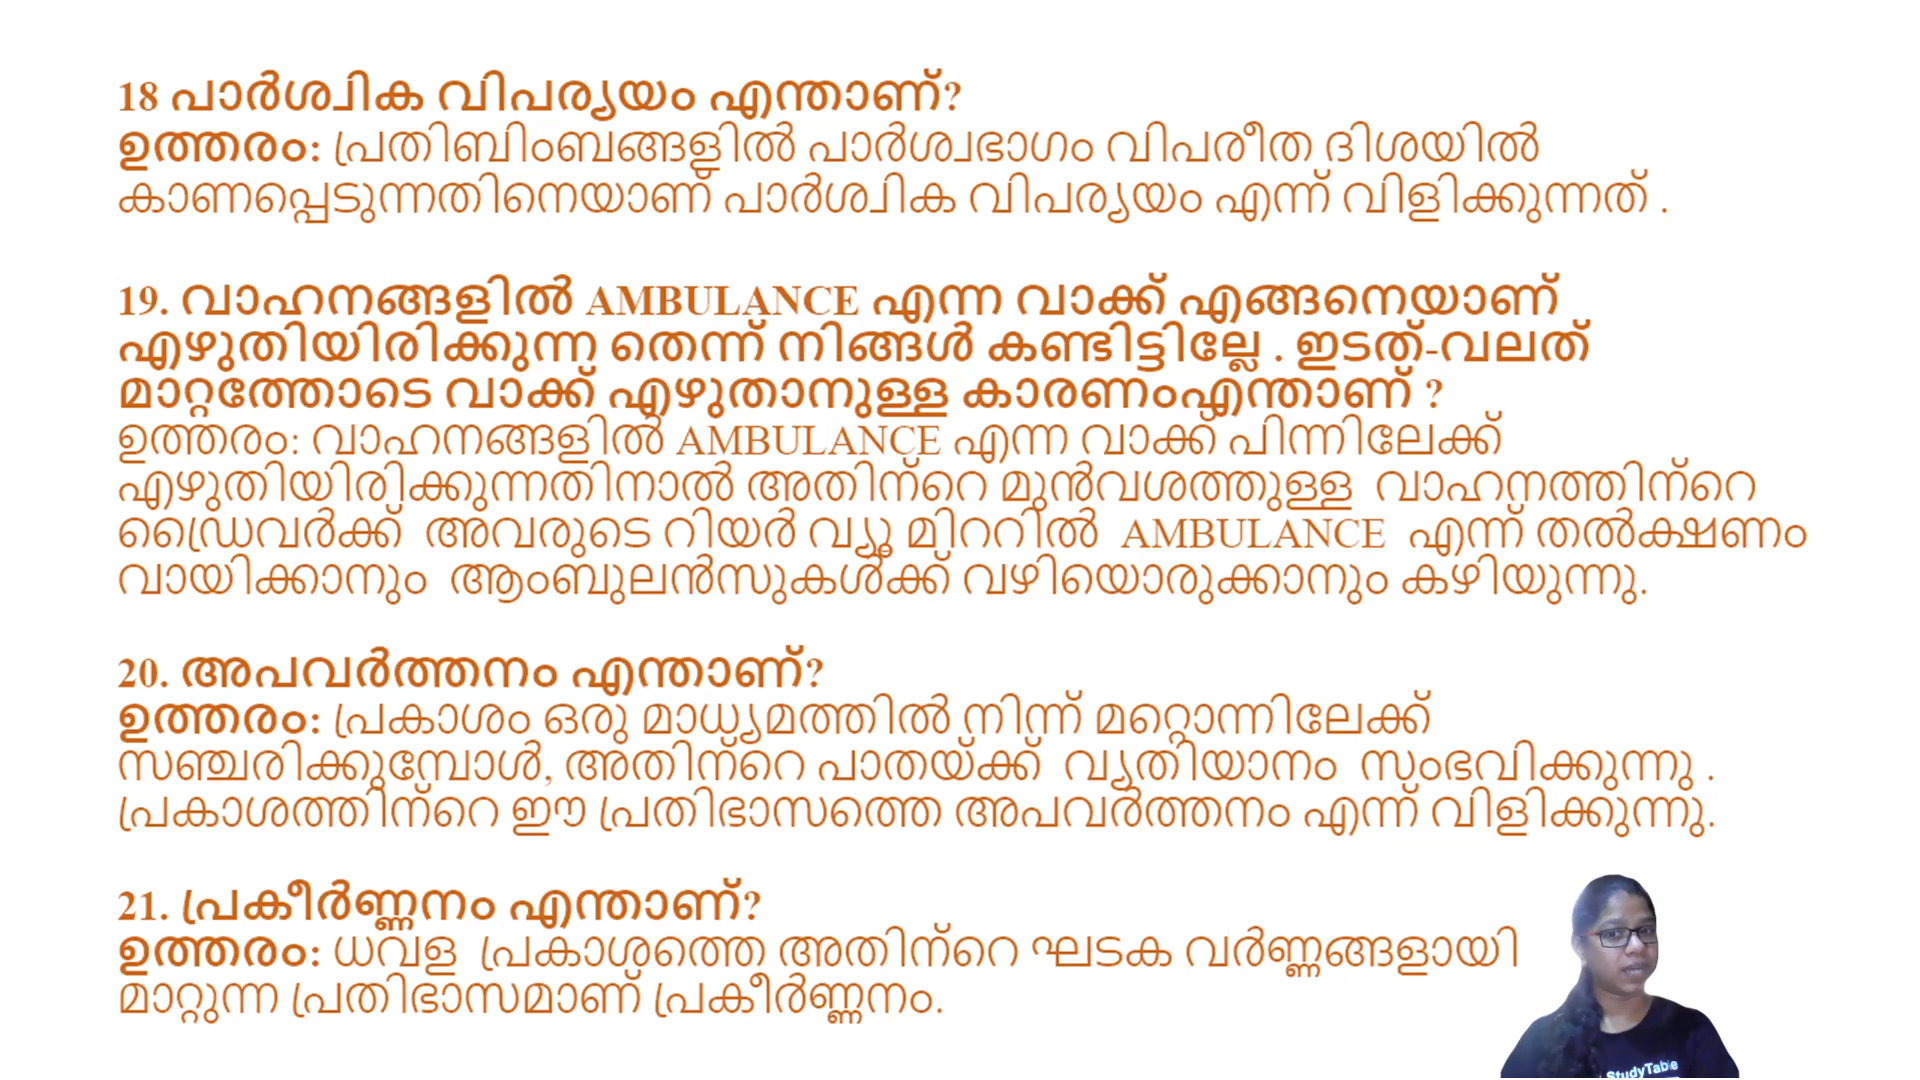 18 പാർശ്വിക വിപര്യയം എന്താണ്?
ഉത്തരം: പ്രതിബിംബങ്ങളിൽ പാർശ്വഭാഗം വിപരീത ദിശയിൽ
കാണപ്പെടുന്നതിനെയാണ് പാർശ്വിക വിപര്യയം എന്ന് വിളിക്കുന്നത് .
19. വാഹനങ്ങളിൽ AMBULANCE എന്ന വാക്ക് എങ്ങനെയാണ്
എഴുതിയിരിക്കുന്ന തെന്ന് നിങ്ങൾ കണ്ടിട്ടില്ലേ . ഇടത്-വലത്
മാറ്റത്തോടെ വാക്ക് എഴുതാനുള്ള കാരണംഎന്താണ് ?
ഉത്തരം: വാഹനങ്ങളിൽ AMBULANCE എന്ന വാക്ക് പിന്നിലേക്ക്
എഴുതിയിരിക്കുന്നതിനാൽ അതിന്റെ മുൻവശത്തുള്ള വാഹനത്തിന്റെ
ഡ്രൈവർക്ക് അവരുടെ റിയർ വ്യൂ മിററിൽ AMBULANCE എന്ന് തൽക്ഷണം
വായിക്കാനും ആംബുലൻസുകൾക്ക് വഴിയൊരുക്കാനും കഴിയുന്നു.
20. അപവർത്തനം എന്താണ്?
ഉത്തരം: പ്രകാശം ഒരു മാധ്യമത്തിൽ നിന്ന് മറ്റൊന്നിലേക്ക്
സഞ്ചരിക്കുമ്പോൾ, അതിന്റെ പാതയ്ക്ക് വ്യതിയാനം സംഭവിക്കുന്നു .
പ്രകാശത്തിന്റെ ഈ പ്രതിഭാസത്തെ അപവർത്തനം എന്ന് വിളിക്കുന്നു.
21. പ്രകീർണ്ണനം എന്താണ്?
ഉത്തരം: ധവള പ്രകാശത്തെ അതിന്റെ ഘടക വർണ്ണങ്ങളായി
മാറ്റുന്ന പ്രതിഭാസമാണ് പ്രകീർണ്ണനം.
StudyTable